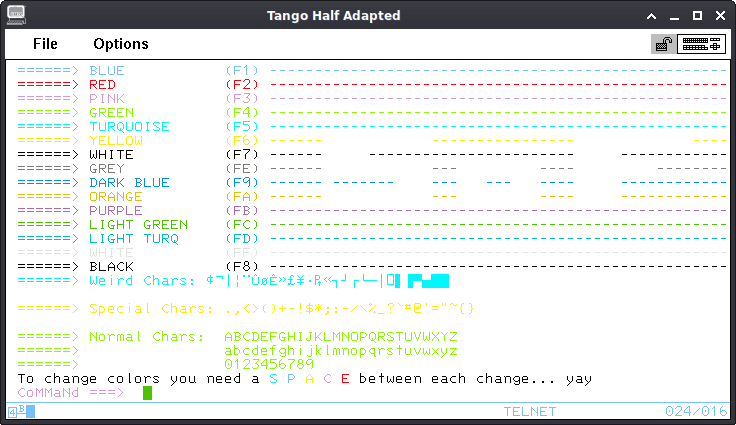 Tango Half Adapted
File Options
======> BLUE (F1) ----------------------------------------------------------
======> RED (F2) ----------------------------------------------------------
======> PINK (F3) ----------------------------------------------------------
======> GREEN (F4) ----------------------------------------------------------
======> TURQUOISE (F5) ----------------------------------------------------------
======> YELLOW (F6) ------ ------------------ -------------
======> WHITE (F7) ------ ------------------ -------------
======> GREY (FE) ------ --- --- -------------
======> DARK BLUE (F9) ------ ------- --- --- --- -------------
======> ORANGE (FA) ------ --- --- -------------
======> PURPLE (FB) ----------------------------------------------------------
======> LIGHT GREEN (FC) ----------------------------------------------------------
======> LIGHT TURQ (FD) ----------------------------------------------------------
======> WHITE (FF) ----------------------------------------------------------
======> BLACK (F8) ----------------------------------------------------------
======> Weird Chars:
======> Special Chars: .,<>()+-!$*;:-/\%_?`#@'="~{}
======> Normal Chars: ABCDEFGHIJKLMNOPQRSTUVWXYZ
======> abcdefghijklmnopqrstuvwxyz
======> 0123456789
To change colors you need a S P A C E between each change... yay
CoMMaNd ===>
4B TELNET 024/016